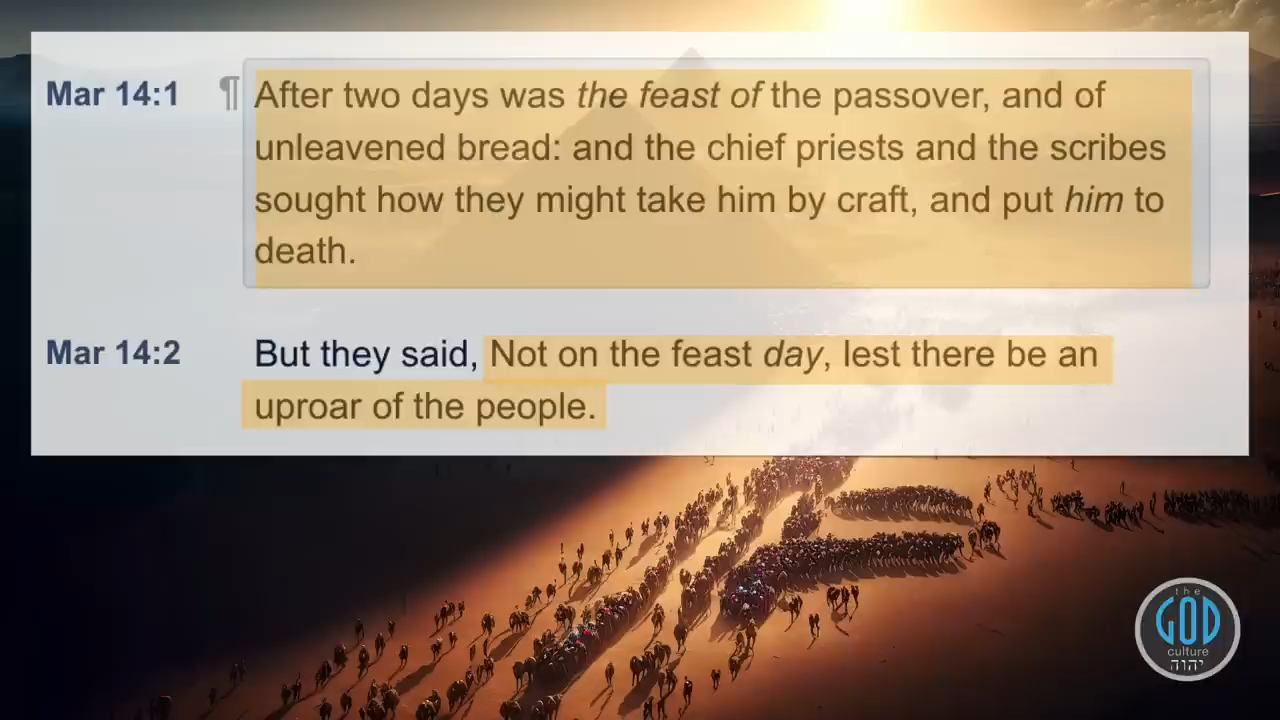 Mar 14:1 ¶ After two days was the feast of the passover, and of
unleavened bread: and the chief priests and the scribes
sought how they might take him by craft, and put him to
death.
Mar 14:2 But they said, Not on the feast day, lest there be an
uproar of the people.
the
GOD
culture
יהוה